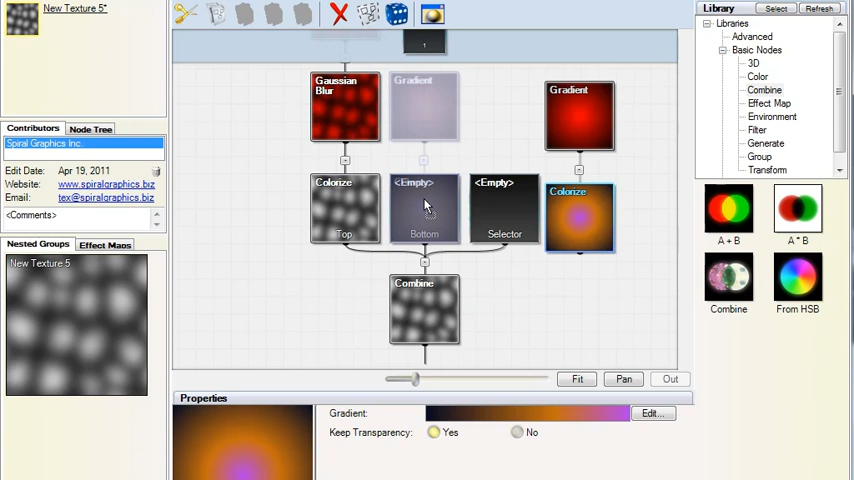 New Texture 5*
Contributors
Node Tree
Spiral Graphics Inc.
Edit Date:
Apr 19, 2011
Website:
www.spiralgraphics.biz
Email:
tex@spiralgraphics.biz
<Comments>
Nested Groups
Effect Maps
New Texture 5
1
Gaussian
Blur
Gradient
Gradient
Colorize
Top
<Empty>
Bottom
<Empty>
Selector
Colorize
Combine
Fit
Pan
Out
Properties
Gradient:
Edit...
Keep Transparency:
Yes
No
Library
Select
Refresh
Libraries
Advanced
Basic Nodes
3D
Color
Combine
Effect Map
Environment
Filter
Generate
Group
Transform
A + B
A * B
Combine
From HSB